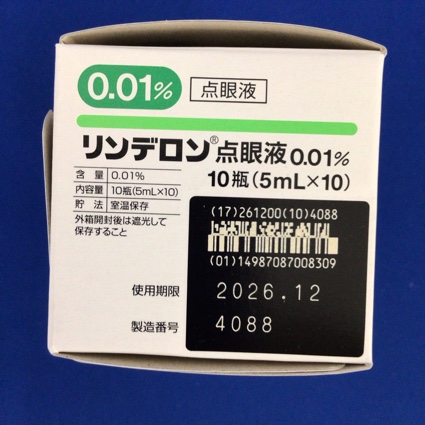 0.01% 点眼液
リンデロン®点眼液0.01%
10瓶(5mL×10)
含量 0.01%
内容量 10瓶(5mL×10)
貯法 室温保存
外箱開封後は遮光して
保存すること
(17)261200(10)4088
(01)14987087008309
使用期限 2026.12
製造番号 4088